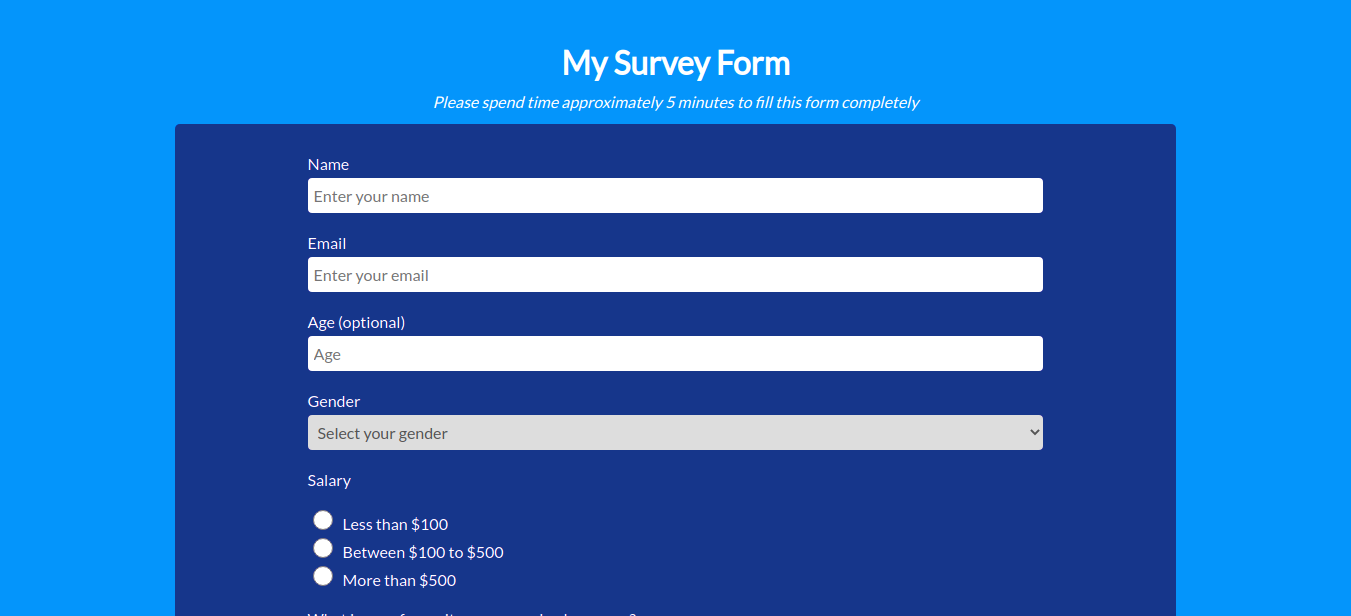 My Survey Form
Please spend time approximately 5 minutes to fill this form completely
Name
Enter your name
Email
Enter your email
Age (optional)
Age
Gender
Select your gender
Salary
Less than $100
Between $100 to $500
More than $500